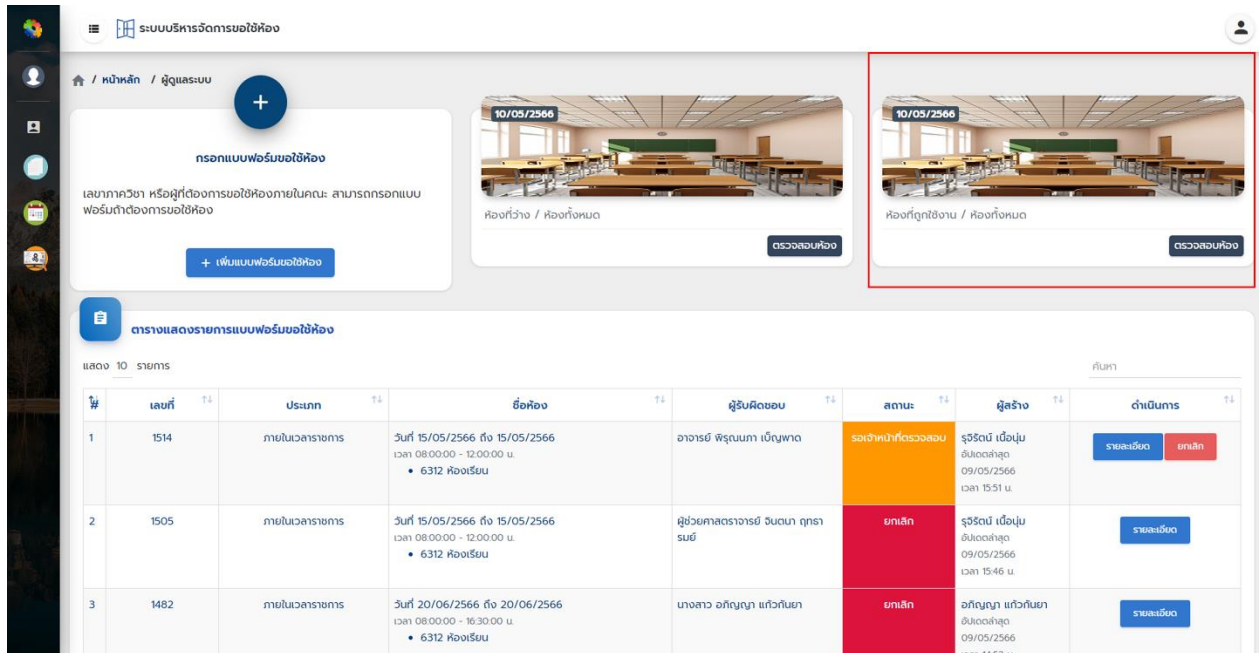 ระบบบริหารจัดการขอใช้ห้อง
/ หน้าหลัก / ผู้ดูแลระบบ
+
กรอกแบบฟอร์มขอใช้ห้อง
เลขาภาควิชา หรือผู้ที่ต้องการขอใช้ห้องภายในคณะ สามารถกรอกแบบ
ฟอร์มถ้าต้องการขอใช้ห้อง
+ เพิ่มแบบฟอร์มขอใช้ห้อง
10/05/2566
ห้องที่ว่าง / ห้องทั้งหมด
ตรวจสอบห้อง
10/05/2566
ห้องที่ถูกใช้งาน / ห้องทั้งหมด
ตรวจสอบห้อง
ตารางแสดงรายการแบบฟอร์มขอใช้ห้อง
แสดง 10 รายการ
ค้นหา
# เลขที่ ประเภท ชื่อห้อง ผู้รับผิดชอบ สถานะ ผู้สร้าง ดำเนินการ
1 1514 ภายในเวลาราชการ วันที่ 15/05/2566 ถึง 15/05/2566 อาจารย์ พิรุณนภา เบ็ญพาด รอเจ้าหน้าที่ตรวจสอบ รุจิรัตน์ เนื้อนุ่ม รายละเอียด ยกเลิก
เวลา 08:00:00 - 12:00:00 น. อัปเดตล่าสุด
• 6312 ห้องเรียน 09/05/2566
เวลา 15:51 น.
2 1505 ภายในเวลาราชการ วันที่ 15/05/2566 ถึง 15/05/2566 ผู้ช่วยศาสตราจารย์ จินตนา ฤทธา ยกเลิก รุจิรัตน์ เนื้อนุ่ม รายละเอียด
เวลา 08:00:00 - 12:00:00 น. รมย์ อัปเดตล่าสุด
• 6312 ห้องเรียน 09/05/2566
เวลา 15:46 น.
3 1482 ภายในเวลาราชการ วันที่ 20/06/2566 ถึง 20/06/2566 นางสาว อภิญญา แก้วกันยา ยกเลิก อภิญญา แก้วกันยา รายละเอียด
เวลา 08:00:00 - 16:30:00 น. อัปเดตล่าสุด
• 6312 ห้องเรียน 09/05/2566